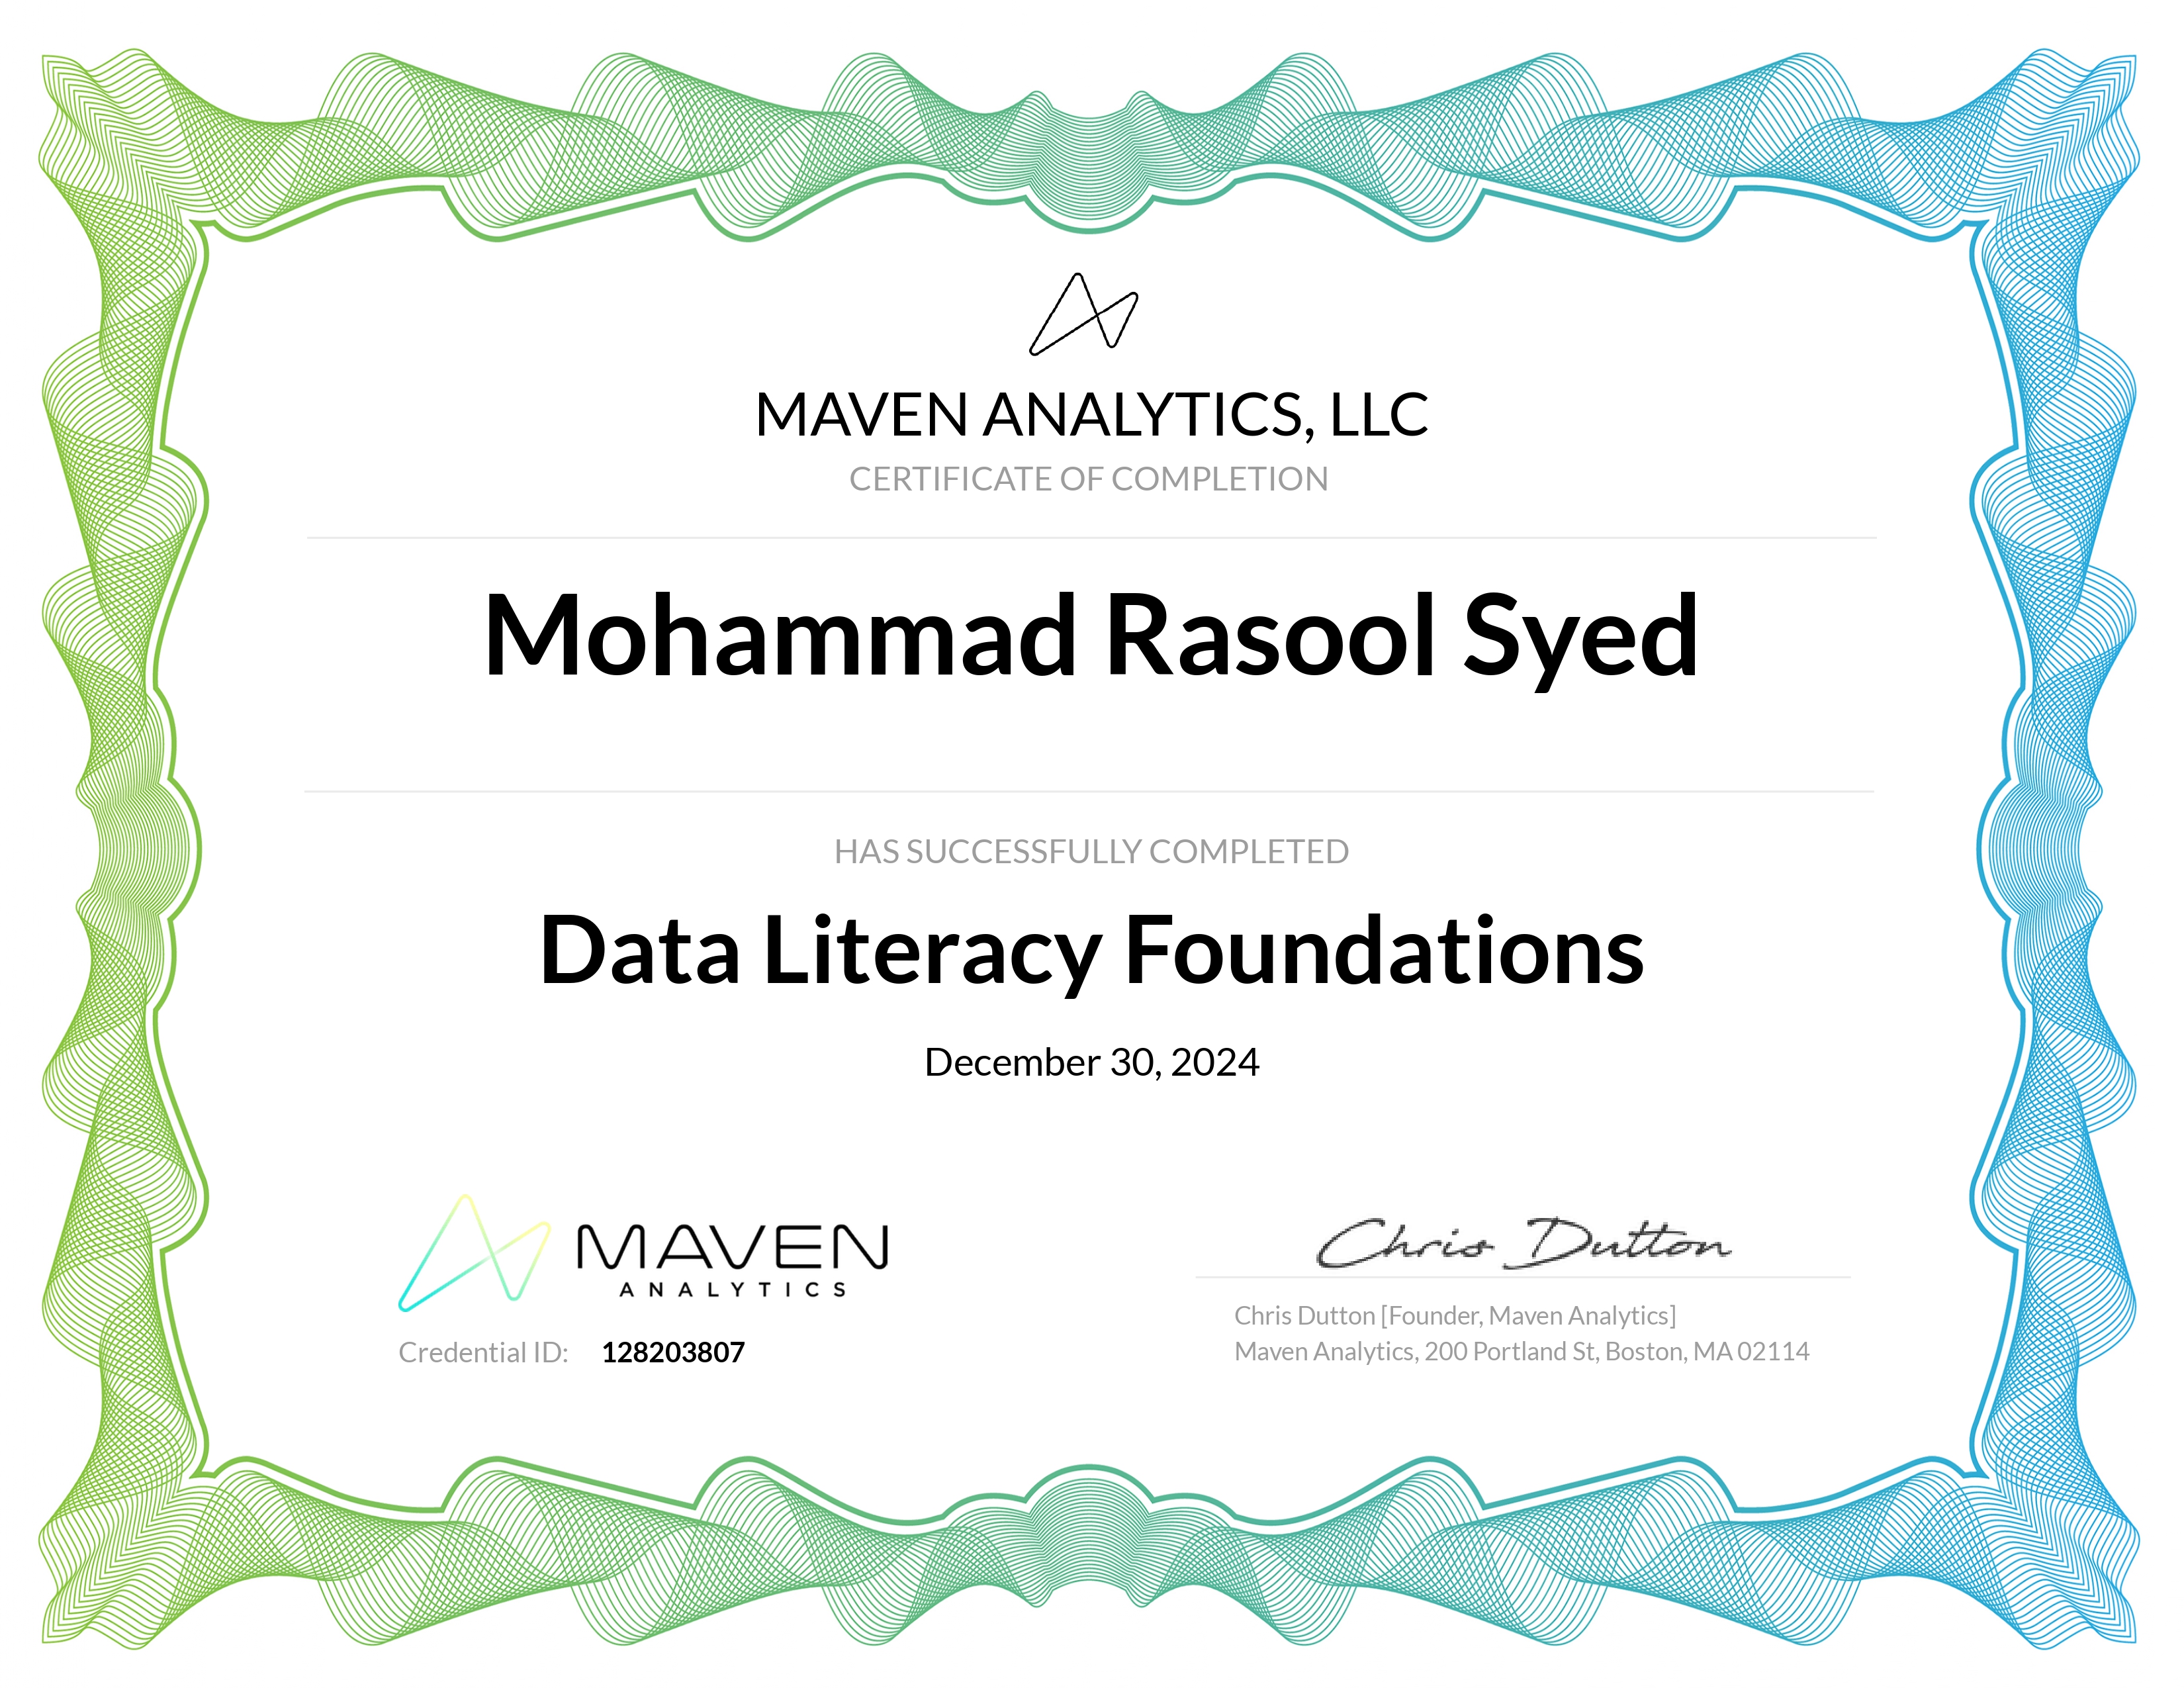 MAVEN ANALYTICS, LLC
CERTIFICATE OF COMPLETION
Mohammad Rasool Syed
HAS SUCCESSFULLY COMPLETED
Data Literacy Foundations
December 30, 2024
MAVEN
ANALYTICS
Credential ID: 128203807
Chris Dutton
Chris Dutton [Founder, Maven Analytics]
Maven Analytics, 200 Portland St, Boston, MA 02114